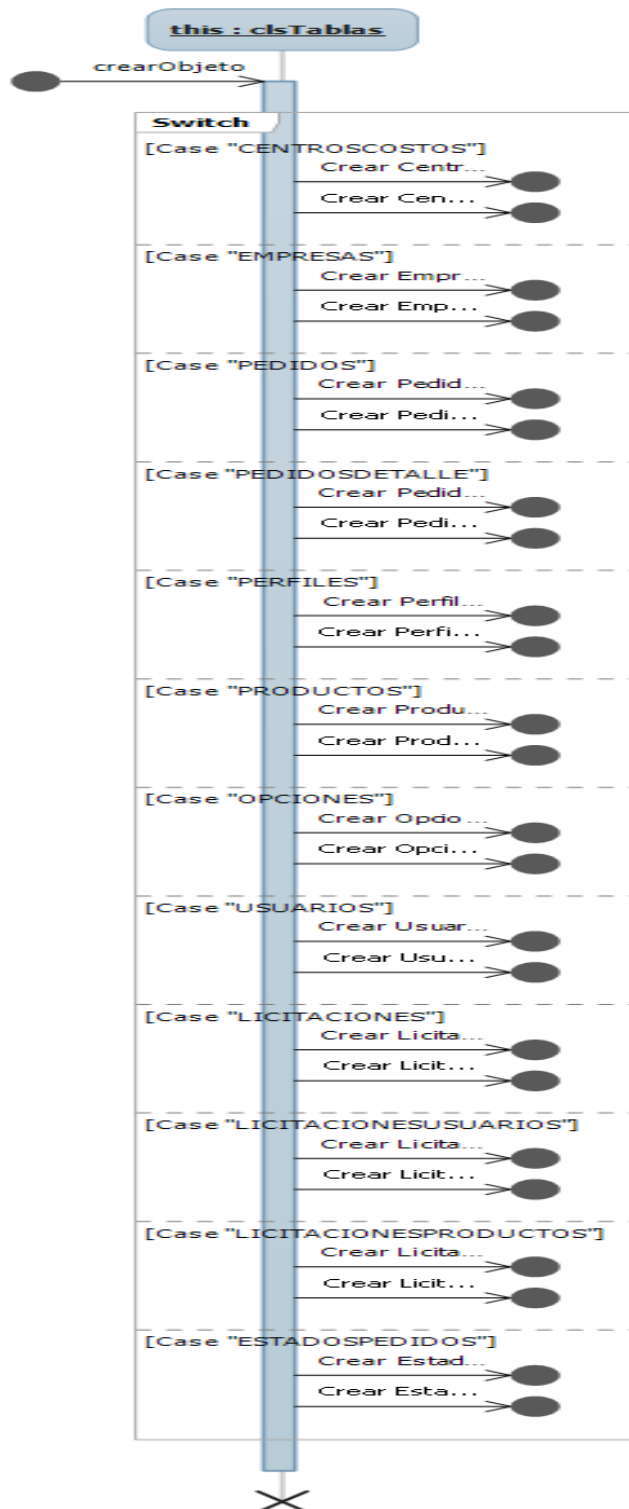 this : clsTablas
crearObjeto
Switch
[Case "CENTROSCOSTOS"]
Crear Centr...
Crear Cen...
[Case "EMPRESAS"]
Crear Empr...
Crear Emp...
[Case "PEDIDOS"]
Crear Pedid...
Crear Pedi...
[Case "PEDIDOSDETALLE"]
Crear Pedid...
Crear Pedi...
[Case "PERFILES"]
Crear Perfil...
Crear Perfi...
[Case "PRODUCTOS"]
Crear Produ...
Crear Prod...
[Case "OPCIONES"]
Crear Opcio...
Crear Opci...
[Case "USUARIOS"]
Crear Usuar...
Crear Usu...
[Case "LICITACIONES"]
Crear Licita...
Crear Licit...
[Case "LICITACIONESUSUARIOS"]
Crear Licita...
Crear Licit...
[Case "LICITACIONESPRODUCTOS"]
Crear Licita...
Crear Licit...
[Case "ESTADOSPEDIDOS"]
Crear Estad...
Crear Esta...